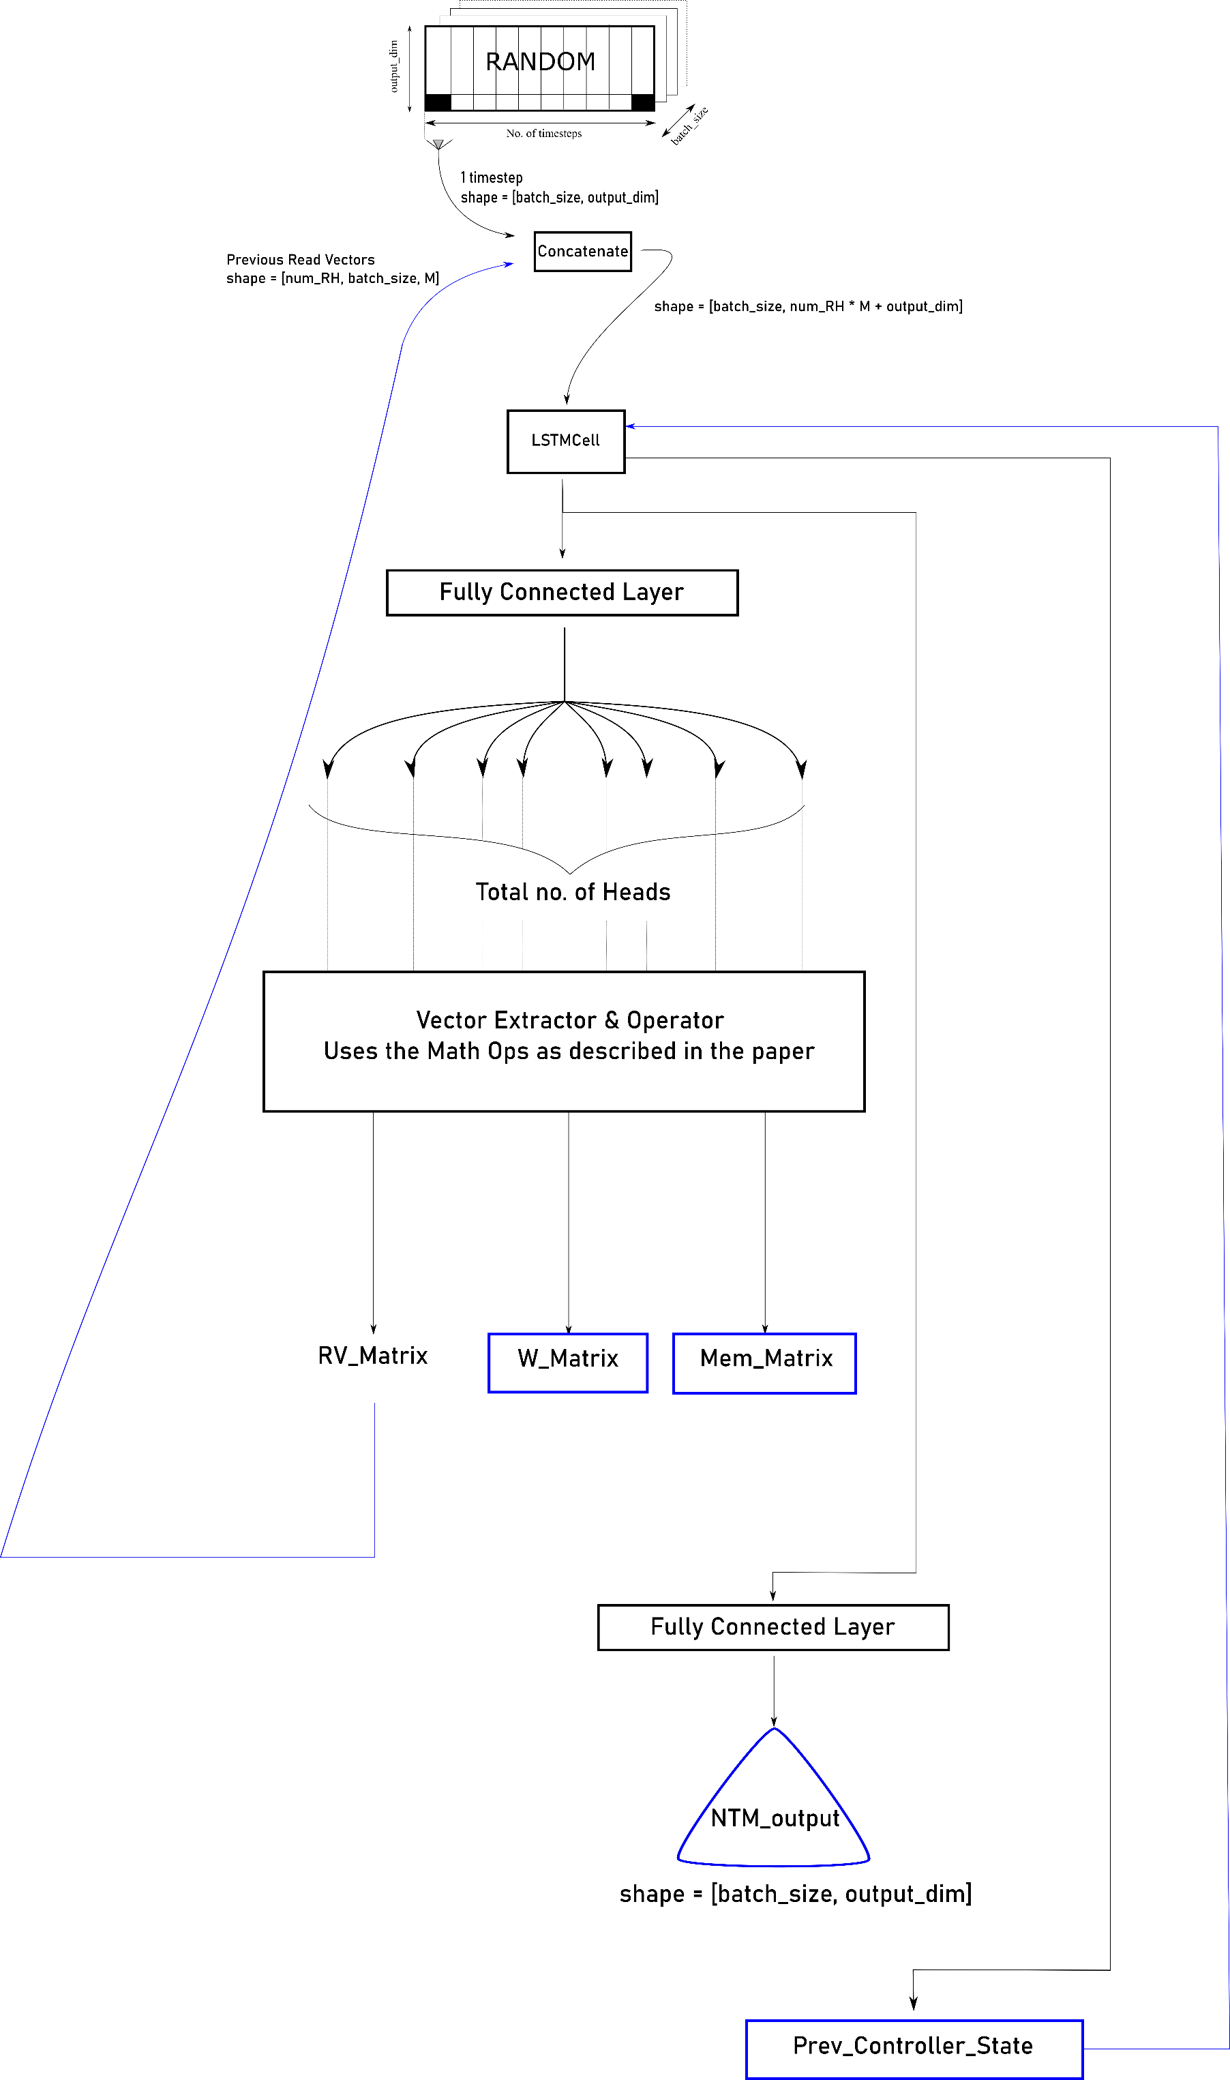 output_dim
RANDOM
No. of timesteps
batch_size
1 timestep
shape = [batch_size, output_dim]
Concatenate
Previous Read Vectors
shape = [num_RH, batch_size, M]
shape = [batch_size, num_RH * M + output_dim]
LSTMCell
Fully Connected Layer
Total no. of Heads
Vector Extractor & Operator
Uses the Math Ops as described in the paper
RV_Matrix
W_Matrix
Mem_Matrix
Fully Connected Layer
NTM_output
shape = [batch_size, output_dim]
Prev_Controller_State